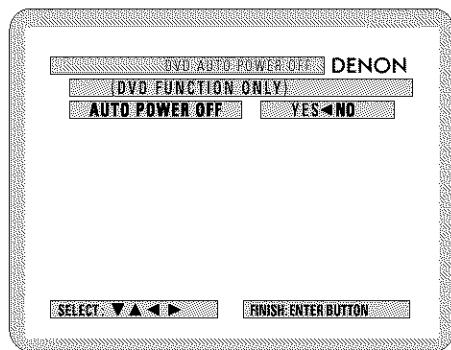 DVD AUTO POWER OFF DENON
(DVD FUNCTION ONLY)
AUTO POWER OFF YES◄NO
SELECT: ▼▲◄► FINISH: ENTER BUTTON